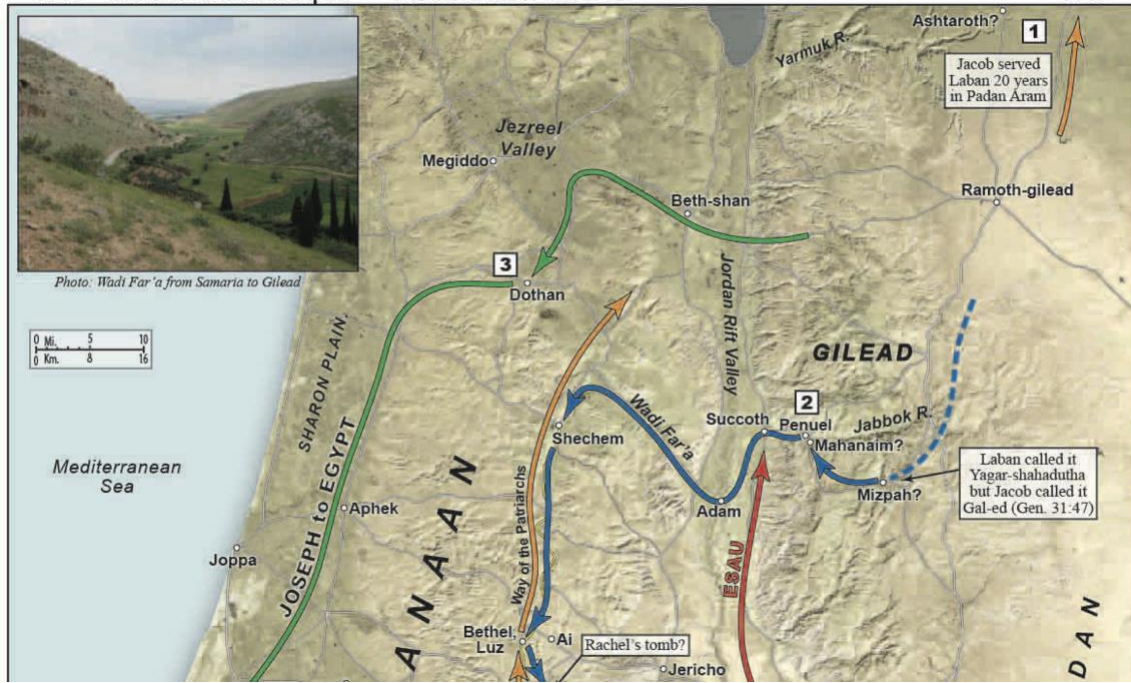 Ashtaroth?
1
Yarmuk R.
Jacob served
Laban 20 years
in Padan Aram
Jezreel
Valley
Megiddo
Beth-shan
Ramoth-gilead
3
Dothan
Photo: Wadi Far'a from Samaria to Gilead
0 Mi. 5 10
0 Km. 8 16
SHARON PLAIN.
Jordan Rift Valley
GILEAD
Wadi Far'a
2
Succoth
Penuel
Jabbok R.
Mahanaim?
Shechem
Mediterranean
Sea
JOSEPH to EGYPT
Way of the Patriarchs
Laban called it
Yagar-shahadutha
but Jacob called it
Gal-ed (Gen. 31:47)
Mizpah?
Adam
Aphek
ESAU
Joppa
ANAAN
Bethel,
Luz
Ai
Rachel's tomb?
Jericho
DAN